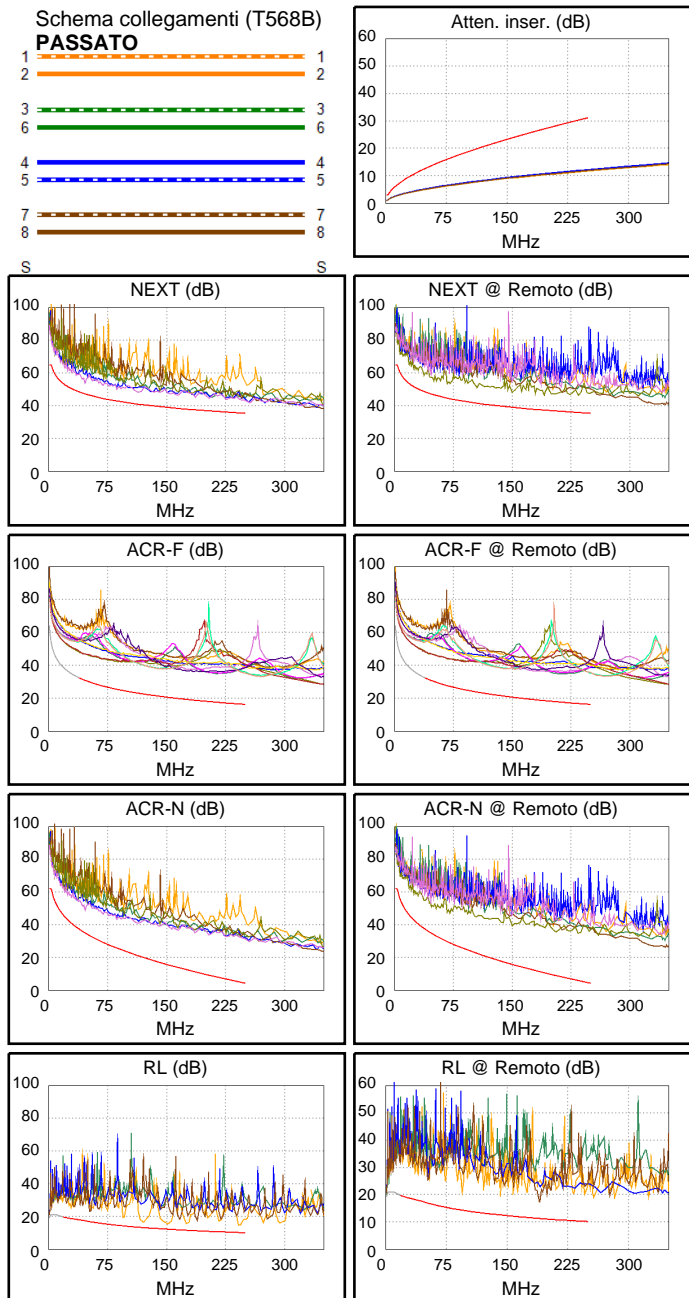 Schema collegamenti (T568B)
PASSATO
1 1
2 2
3 3
6 6
4 4
5 5
7 7
8 8
S S
Atten. inser. (dB)
60
50
40
30
20
10
0
0 75 150 225 300
MHz
NEXT (dB)
100
80
60
40
20
0
0 75 150 225 300
MHz
NEXT @ Remoto (dB)
100
80
60
40
20
0
0 75 150 225 300
MHz
ACR-F (dB)
100
80
60
40
20
0
0 75 150 225 300
MHz
ACR-F @ Remoto (dB)
100
80
60
40
20
0
0 75 150 225 300
MHz
ACR-N (dB)
100
80
60
40
20
0
0 75 150 225 300
MHz
ACR-N @ Remoto (dB)
100
80
60
40
20
0
0 75 150 225 300
MHz
RL (dB)
100
80
60
40
20
0
0 75 150 225 300
MHz
RL @ Remoto (dB)
60
50
40
30
20
10
0
0 75 150 225 300
MHz